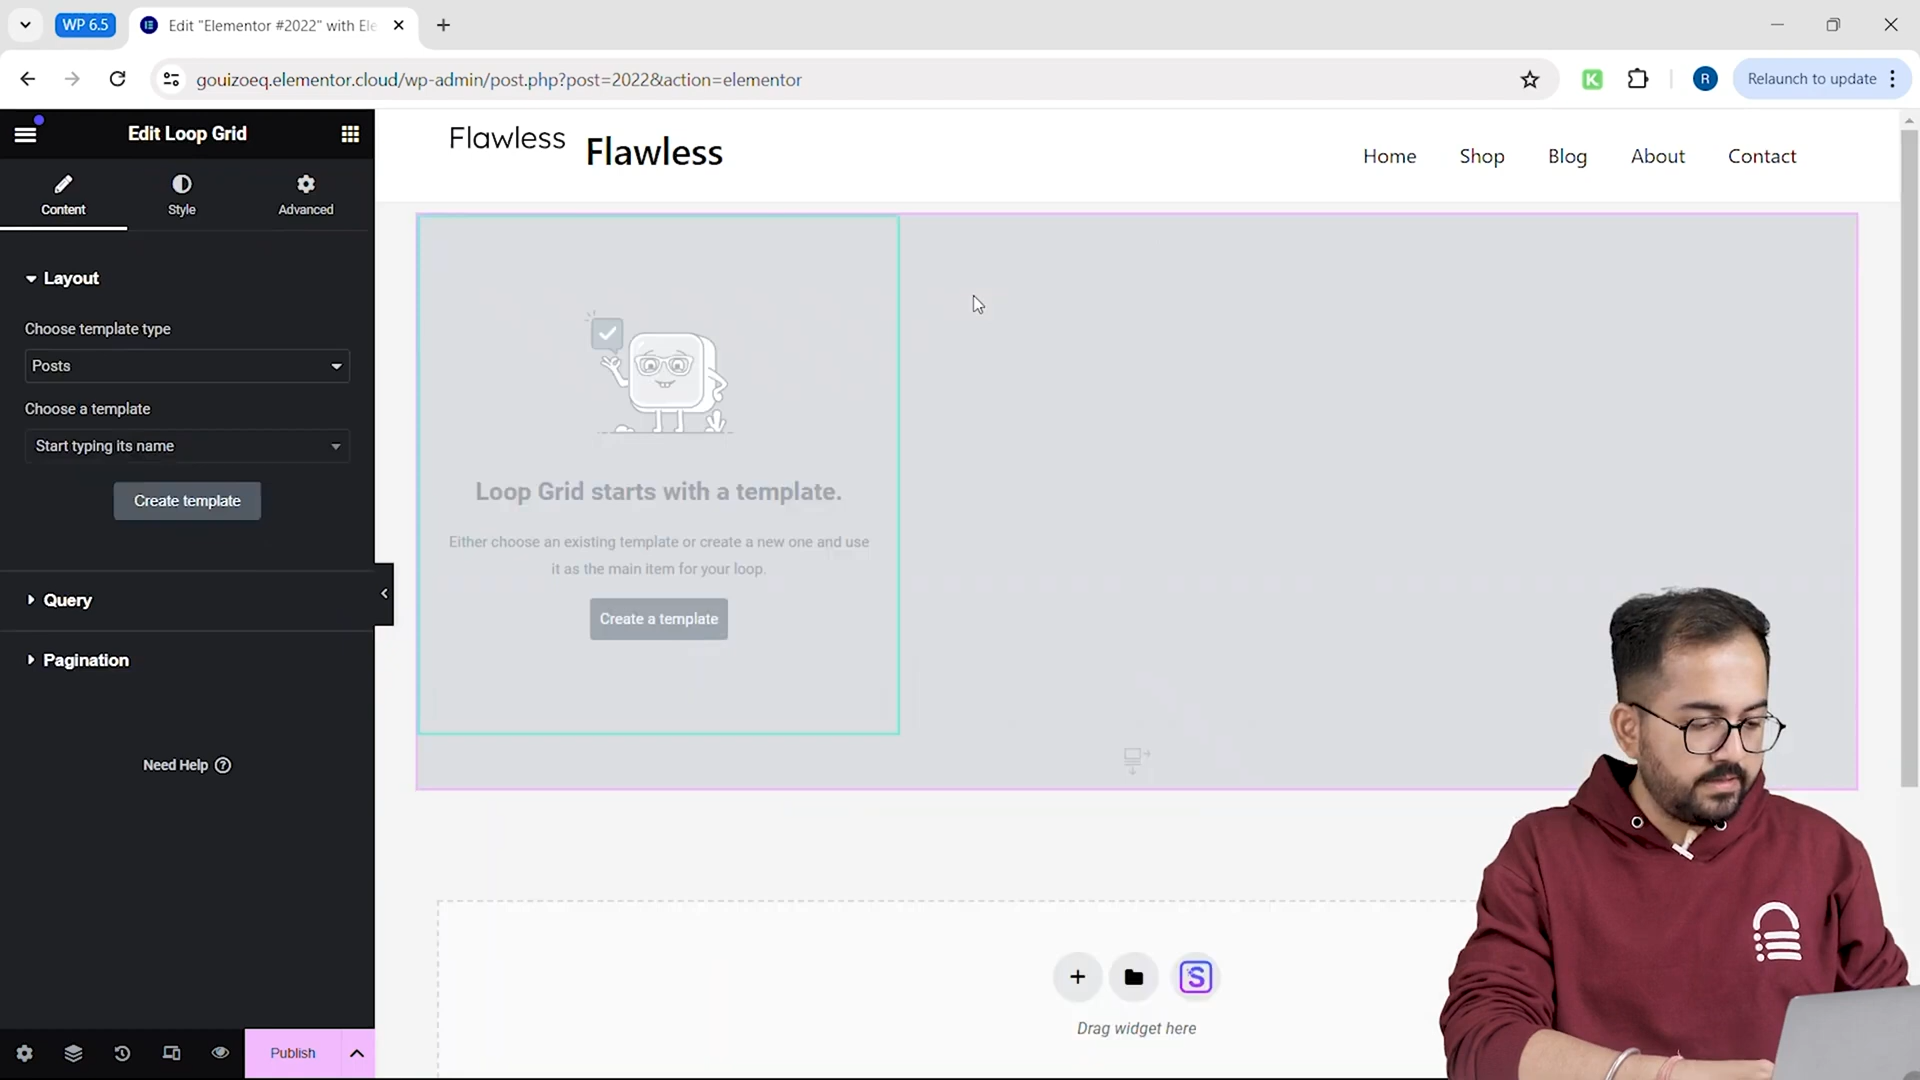 WP 6.5
Edit "Elementor #2022" with Ele
gouizoeq.elementor.cloud/wp-admin/post.php?post=2022&action=elementor
K
R
Relaunch to update
Edit Loop Grid
Content
Style
Advanced
Layout
Choose template type
Posts
Choose a template
Start typing its name
Create template
Query
Pagination
Need Help ?
Publish
Flawless
Flawless
Home
Shop
Blog
About
Contact
Loop Grid starts with a template.
Either choose an existing template or create a new one and use
it as the main item for your loop.
Create a template
S
Drag widget here